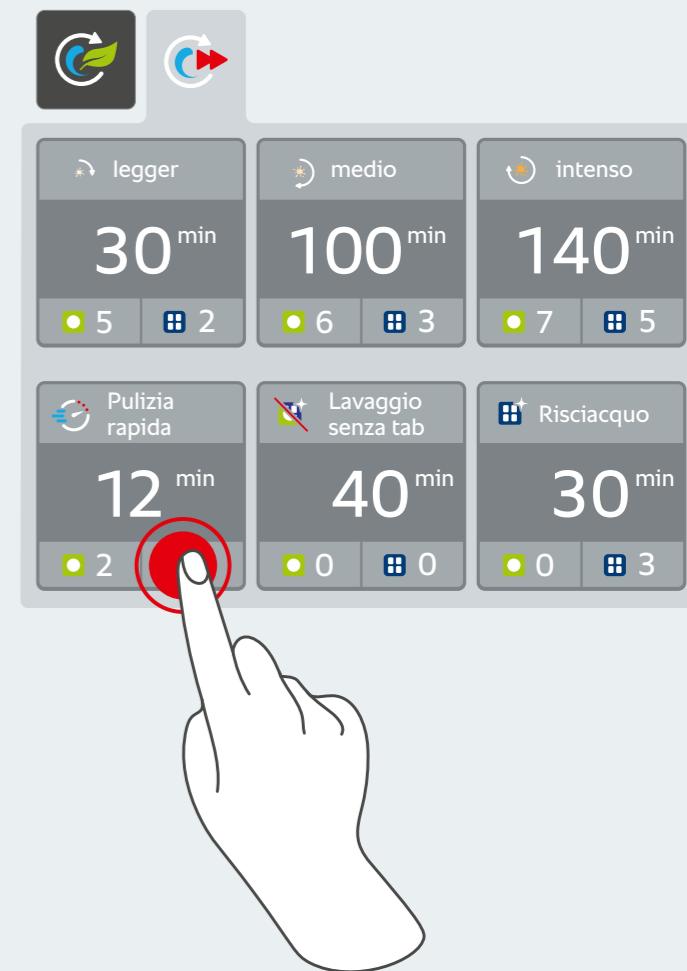 legger
medio
intenso
30 min
100 min
140 min
5
2
6
3
7
5
Pulizia
rapida
Lavaggio
senza tab
Risciacquo
12 min
40 min
30 min
2
0
0
0
3